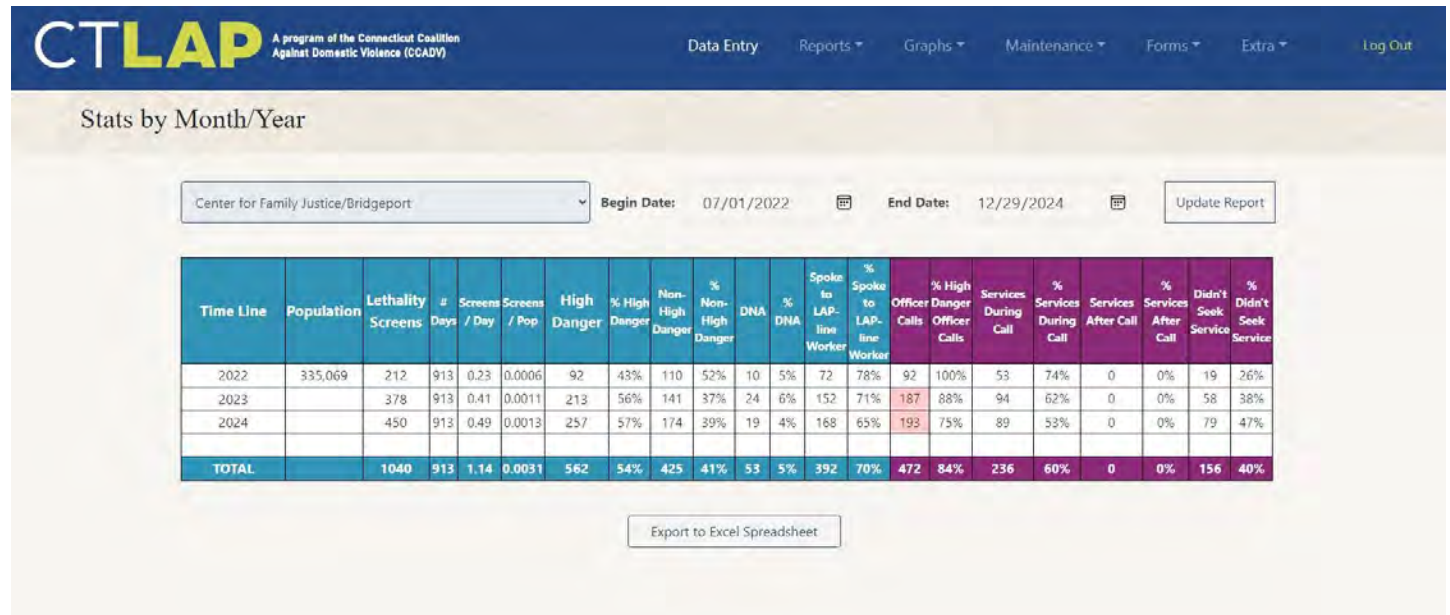 CTLAP A program of the Connecticut Coalition
Against Domestic Violence (CCADV)
Data Entry Reports Graphs Maintenance Forms Extra Log Out
Stats by Month/Year
Center for Family Justice/Bridgeport Begin Date: 07/01/2022 End Date: 12/29/2024 Update Report
Time Line Population Lethality Screens # Days Screens / Day Screens / Pop High Danger % High Danger Non-High Danger % Non-High Danger DNA % DNA Spoke to LAP-line Worker % Spoke to LAP-line Worker Officer Calls % High Danger Officer Calls Services During Call % Services During Call Services After Call % Services After Call Didn't Seek Service % Didn't Seek Service
2022 335,069 212 913 0.23 0.0006 92 43% 110 52% 10 5% 72 78% 92 100% 53 74% 0 0% 19 26%
2023 378 913 0.41 0.0011 213 56% 141 37% 24 6% 152 71% 187 88% 94 62% 0 0% 58 38%
2024 450 913 0.49 0.0013 257 57% 174 39% 19 4% 168 65% 193 75% 89 53% 0 0% 79 47%
TOTAL 1040 913 1.14 0.0031 562 54% 425 41% 53 5% 392 70% 472 84% 236 60% 0 0% 156 40%
Export to Excel Spreadsheet